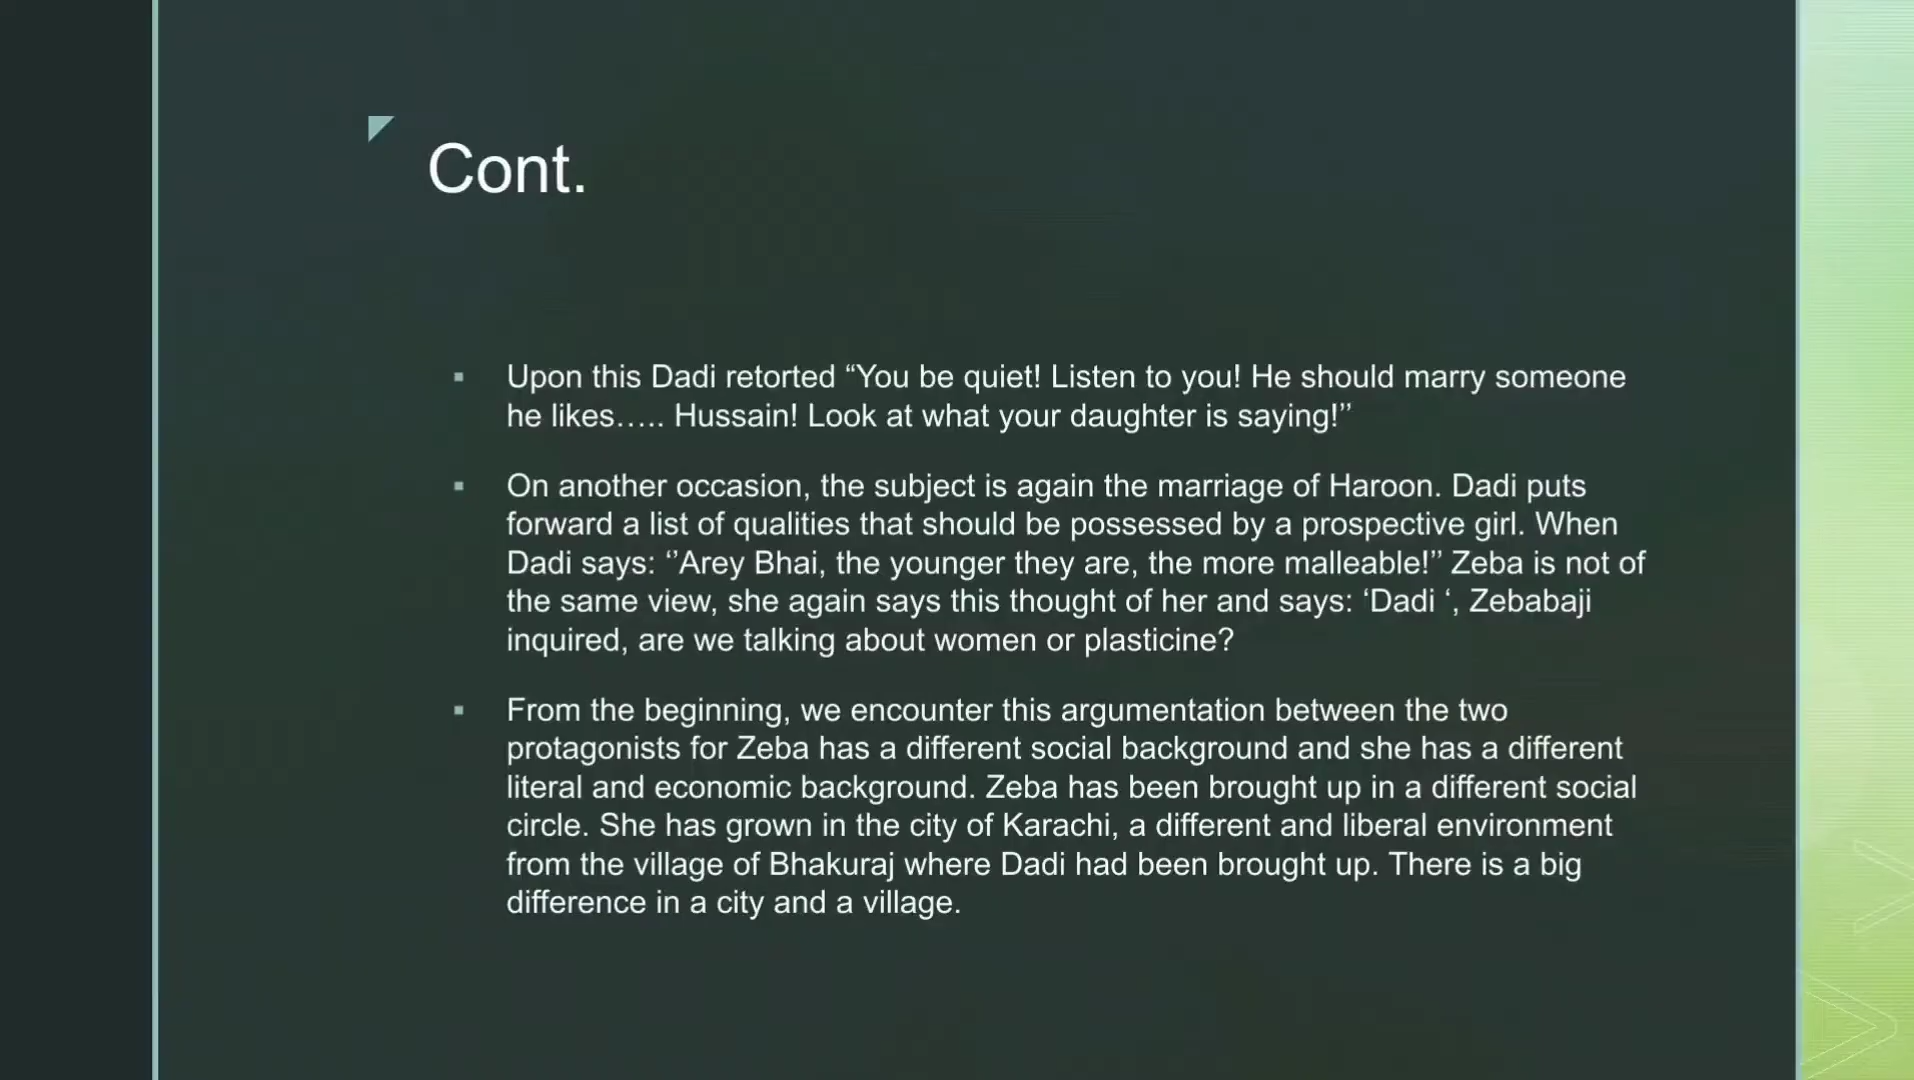 Cont.
Upon this Dadi retorted “You be quiet! Listen to you! He should marry someone
he likes….. Hussain! Look at what your daughter is saying!’’
On another occasion, the subject is again the marriage of Haroon. Dadi puts
forward a list of qualities that should be possessed by a prospective girl. When
Dadi says: ‘’Arey Bhai, the younger they are, the more malleable!’’ Zeba is not of
the same view, she again says this thought of her and says: ‘Dadi ‘, Zebabaji
inquired, are we talking about women or plasticine?
From the beginning, we encounter this argumentation between the two
protagonists for Zeba has a different social background and she has a different
literal and economic background. Zeba has been brought up in a different social
circle. She has grown in the city of Karachi, a different and liberal environment
from the village of Bhakuraj where Dadi had been brought up. There is a big
difference in a city and a village.